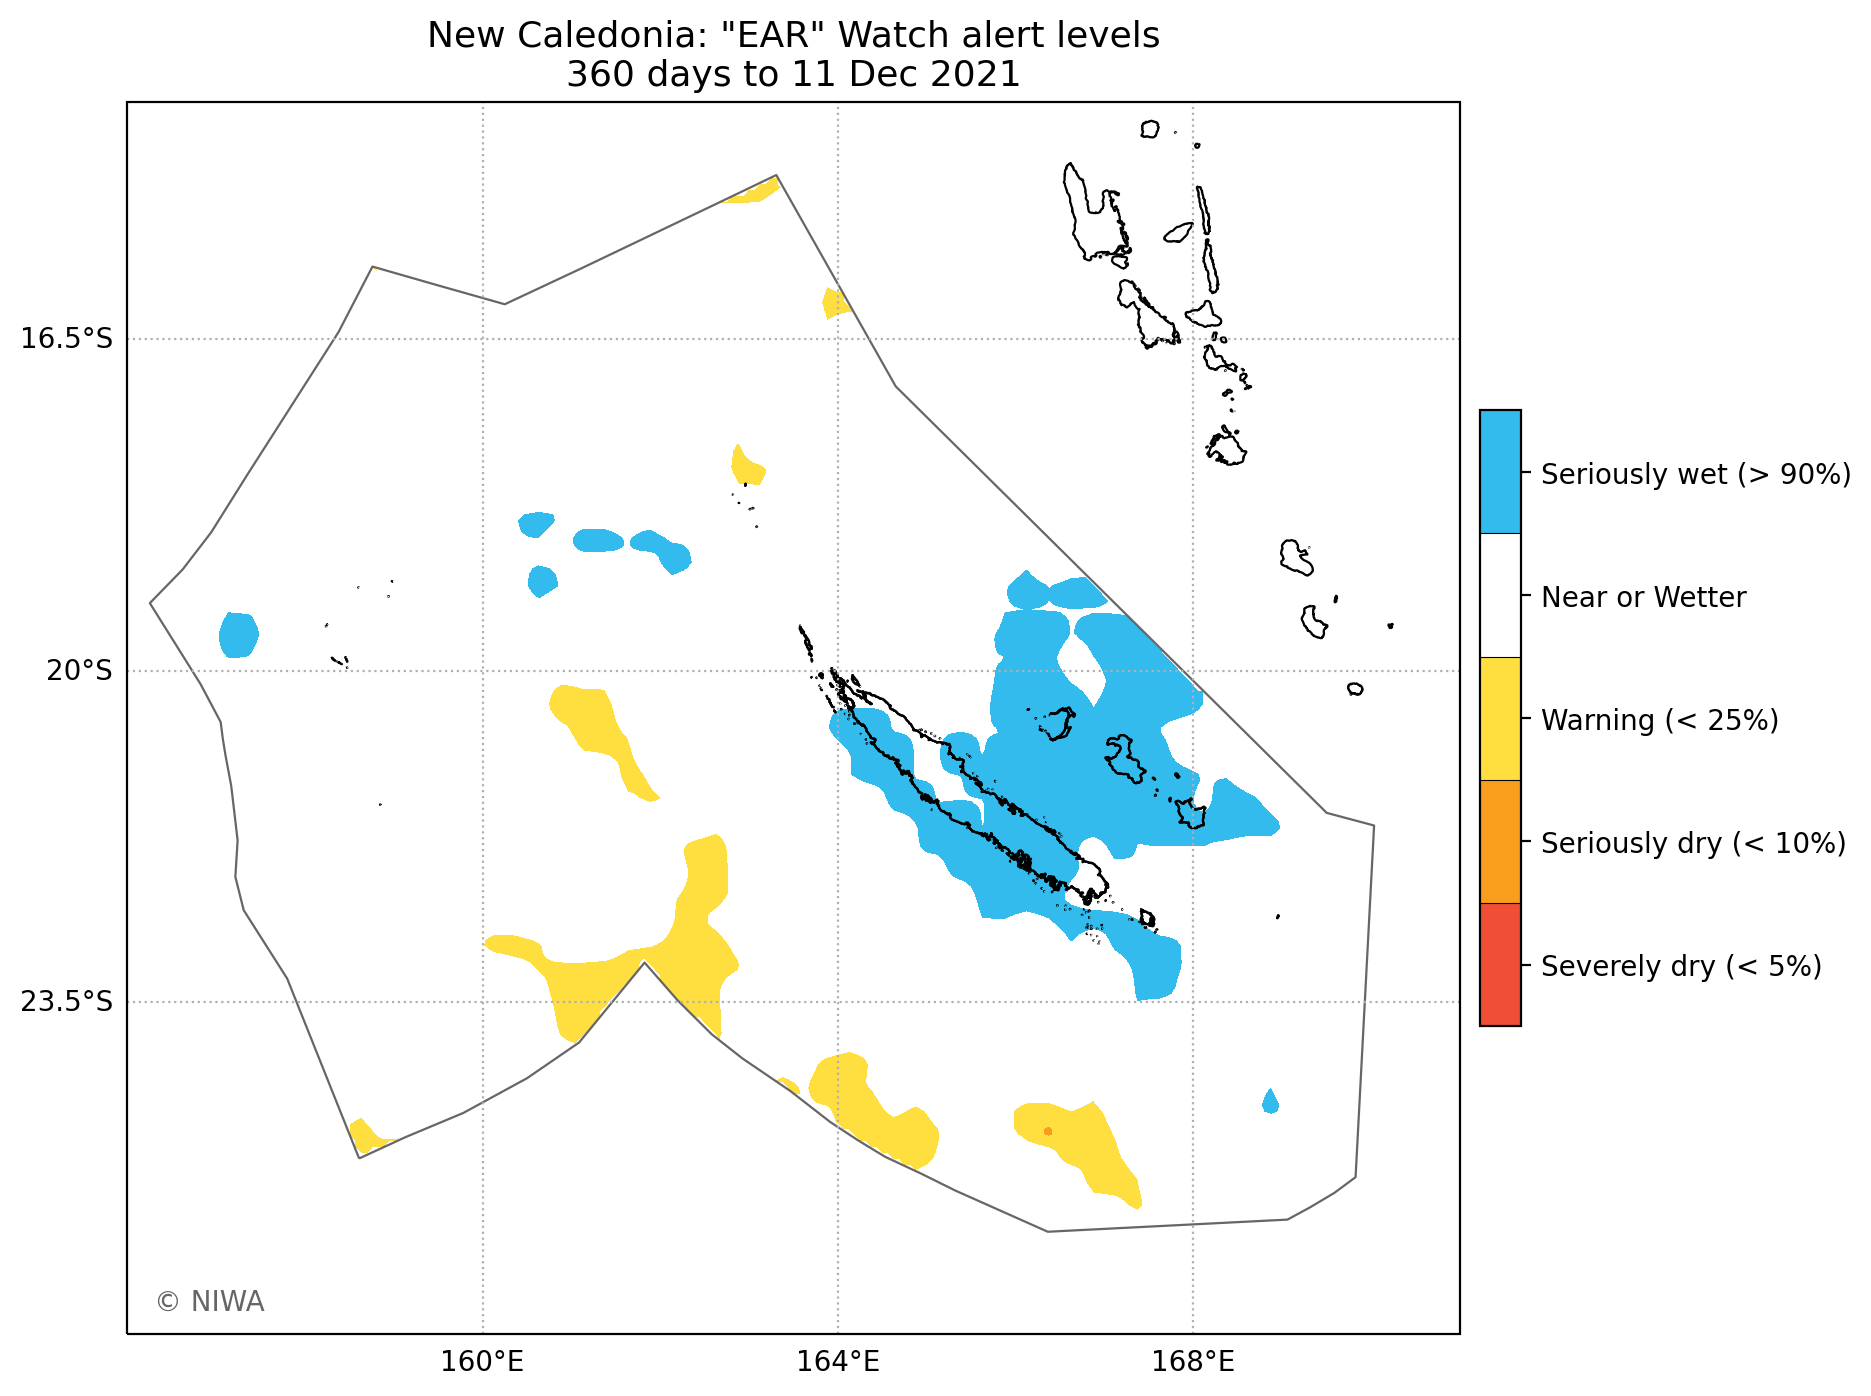 New Caledonia: "EAR" Watch alert levels
360 days to 11 Dec 2021
16.5°S
20°S
23.5°S
160°E
164°E
168°E
Seriously wet (> 90%)
Near or Wetter
Warning (< 25%)
Seriously dry (< 10%)
Severely dry (< 5%)
© NIWA